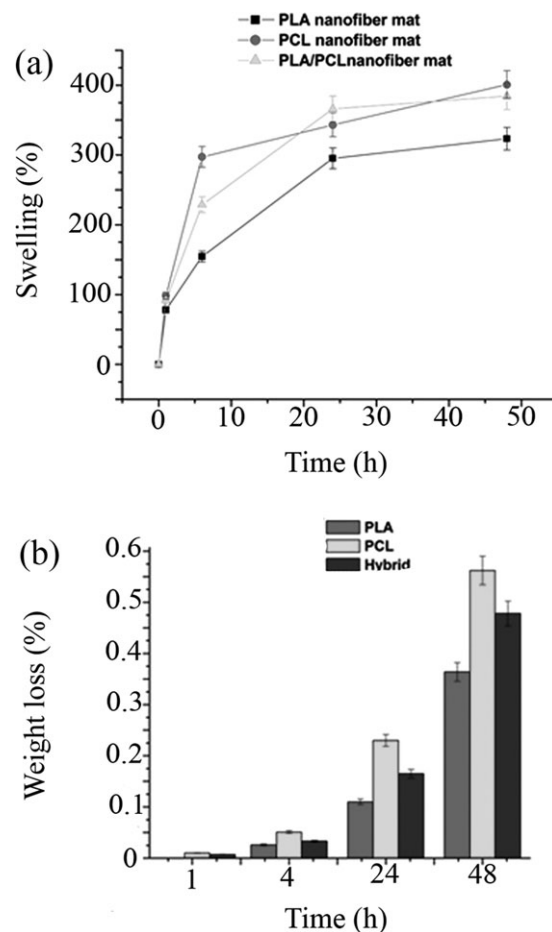 PLA nanofiber mat
PCL nanofiber mat
PLA/PCLnanofiber mat
(a)
400
300
200
100
0
Swelling (%)
0 10 20 30 40 50
Time (h)
(b)
PLA
PCL
Hybrid
0.6
0.5
0.4
0.3
0.2
0.1
0
Weight loss (%)
1 4 24 48
Time (h)